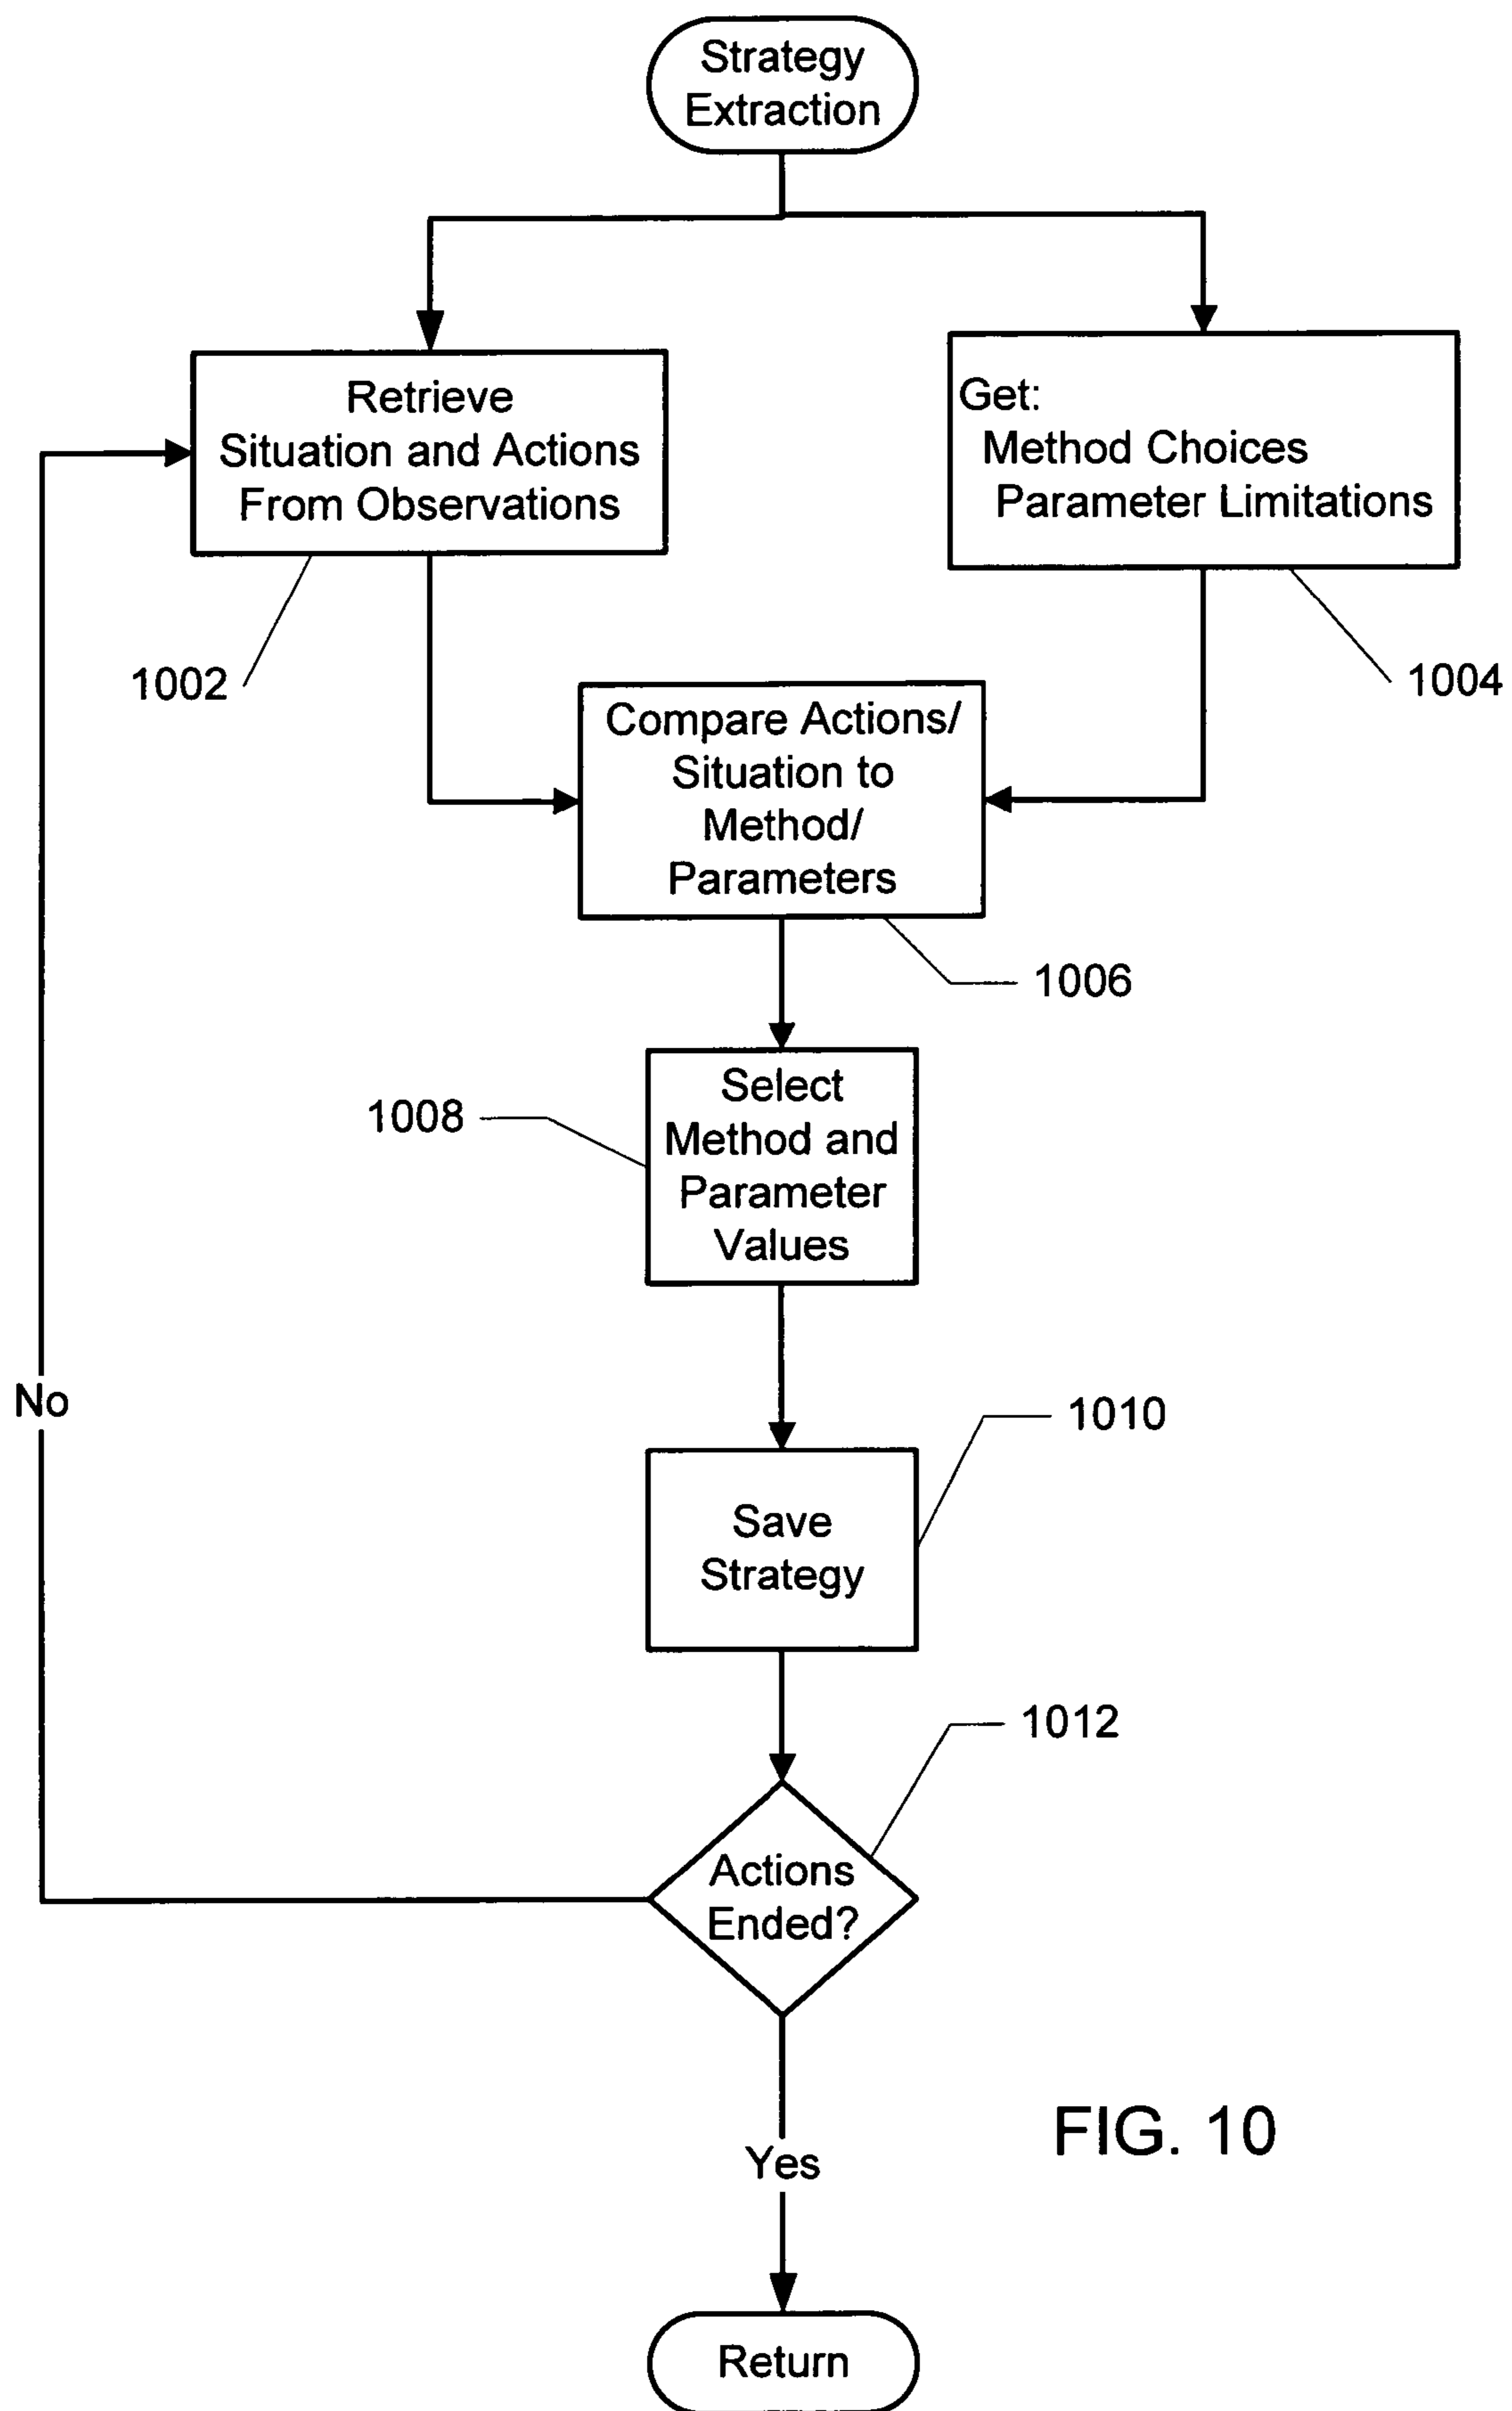 Strategy
Extraction
Retrieve
Situation and Actions
From Observations
Get:
Method Choices
Parameter Limitations
1002
1004
Compare Actions/
Situation to
Method/
Parameters
1006
Select
Method and
Parameter
Values
1008
No
1010
Save
Strategy
1012
Actions
Ended?
Yes
FIG. 10
Return